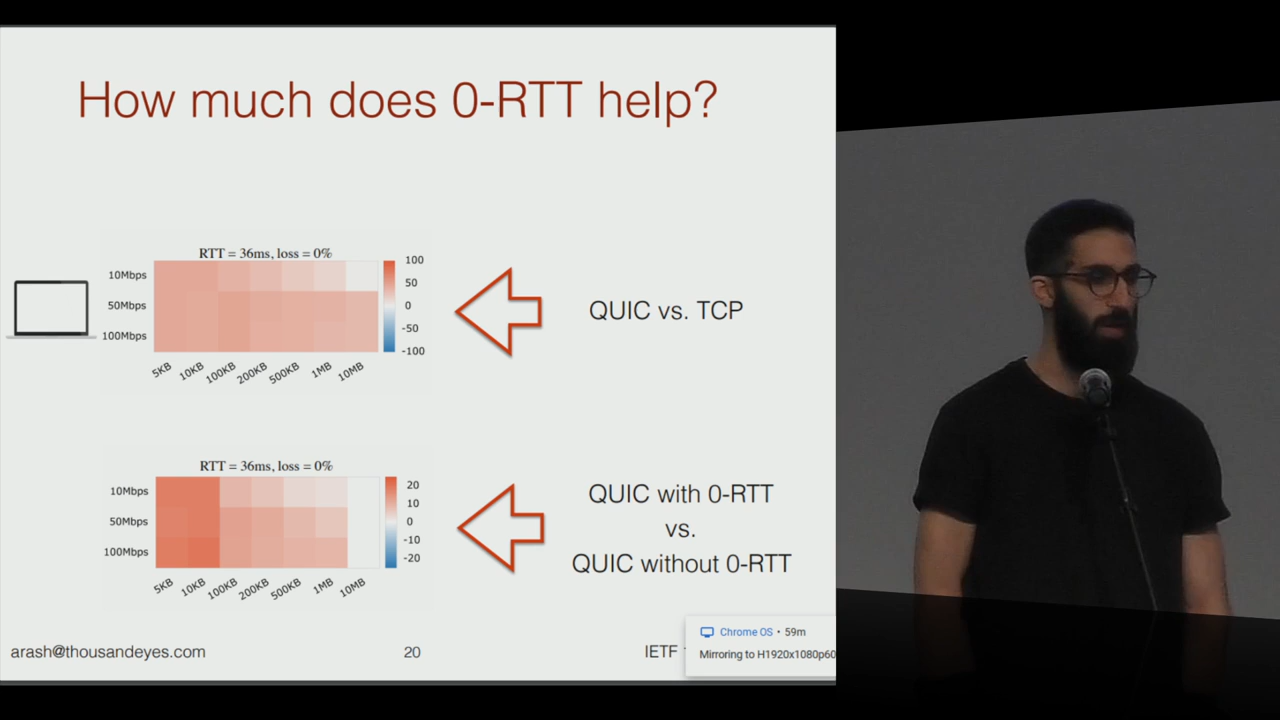 How much does 0-RTT help?
RTT = 36ms, loss = 0%
10Mbps
50Mbps
100Mbps
5KB
10KB
100KB
200KB
500KB
1MB
10MB
100
50
0
-50
-100
QUIC vs. TCP
RTT = 36ms, loss = 0%
10Mbps
50Mbps
100Mbps
5KB
10KB
100KB
200KB
500KB
1MB
10MB
20
10
0
-10
-20
QUIC with 0-RTT
vs.
QUIC without 0-RTT
arash@thousandeyes.com
20
IETF
Chrome OS • 59m
Mirroring to H1920x1080p60